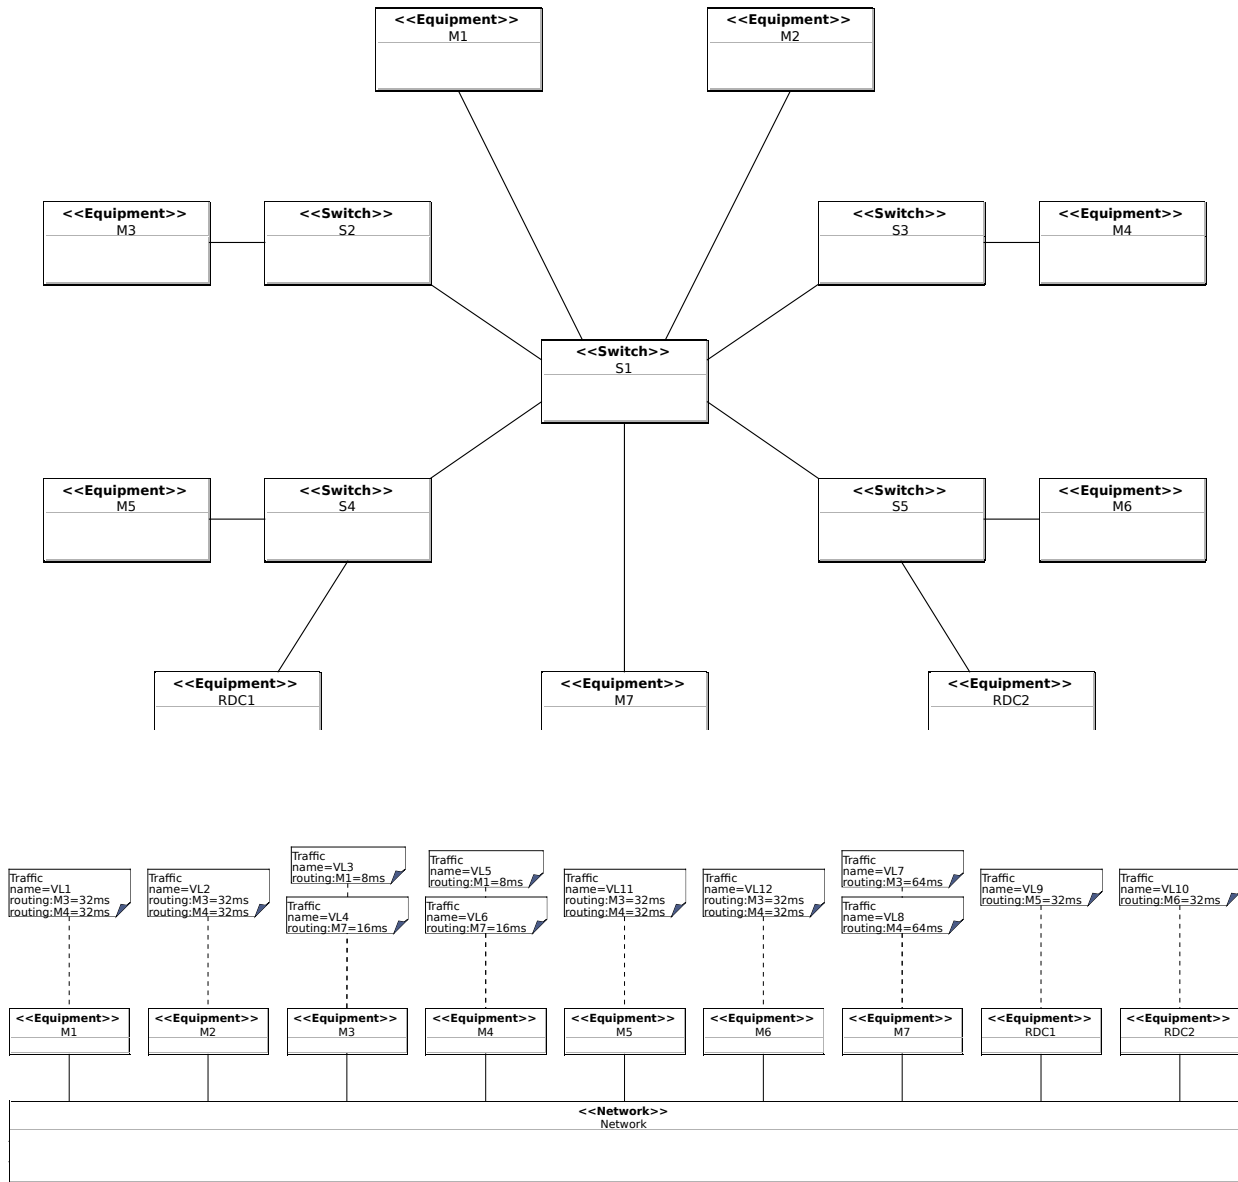 <<Equipment>>
M1
<<Equipment>>
M2
<<Equipment>>
M3
<<Switch>>
S2
<<Switch>>
S3
<<Equipment>>
M4
<<Switch>>
S1
<<Equipment>>
M5
<<Switch>>
S4
<<Switch>>
S5
<<Equipment>>
M6
<<Equipment>>
RDC1
<<Equipment>>
M7
<<Equipment>>
RDC2
Traffic
name=VL1
routing:M3=32ms
routing:M4=32ms
Traffic
name=VL2
routing:M3=32ms
routing:M4=32ms
Traffic
name=VL3
routing:M1=8ms
Traffic
name=VL4
routing:M7=16ms
Traffic
name=VL5
routing:M1=8ms
Traffic
name=VL6
routing:M7=16ms
Traffic
name=VL11
routing:M3=32ms
routing:M4=32ms
Traffic
name=VL12
routing:M3=32ms
routing:M4=32ms
Traffic
name=VL7
routing:M3=64ms
Traffic
name=VL8
routing:M4=64ms
Traffic
name=VL9
routing:M5=32ms
Traffic
name=VL10
routing:M6=32ms
<<Equipment>>
M1
<<Equipment>>
M2
<<Equipment>>
M3
<<Equipment>>
M4
<<Equipment>>
M5
<<Equipment>>
M6
<<Equipment>>
M7
<<Equipment>>
RDC1
<<Equipment>>
RDC2
<<Network>>
Network